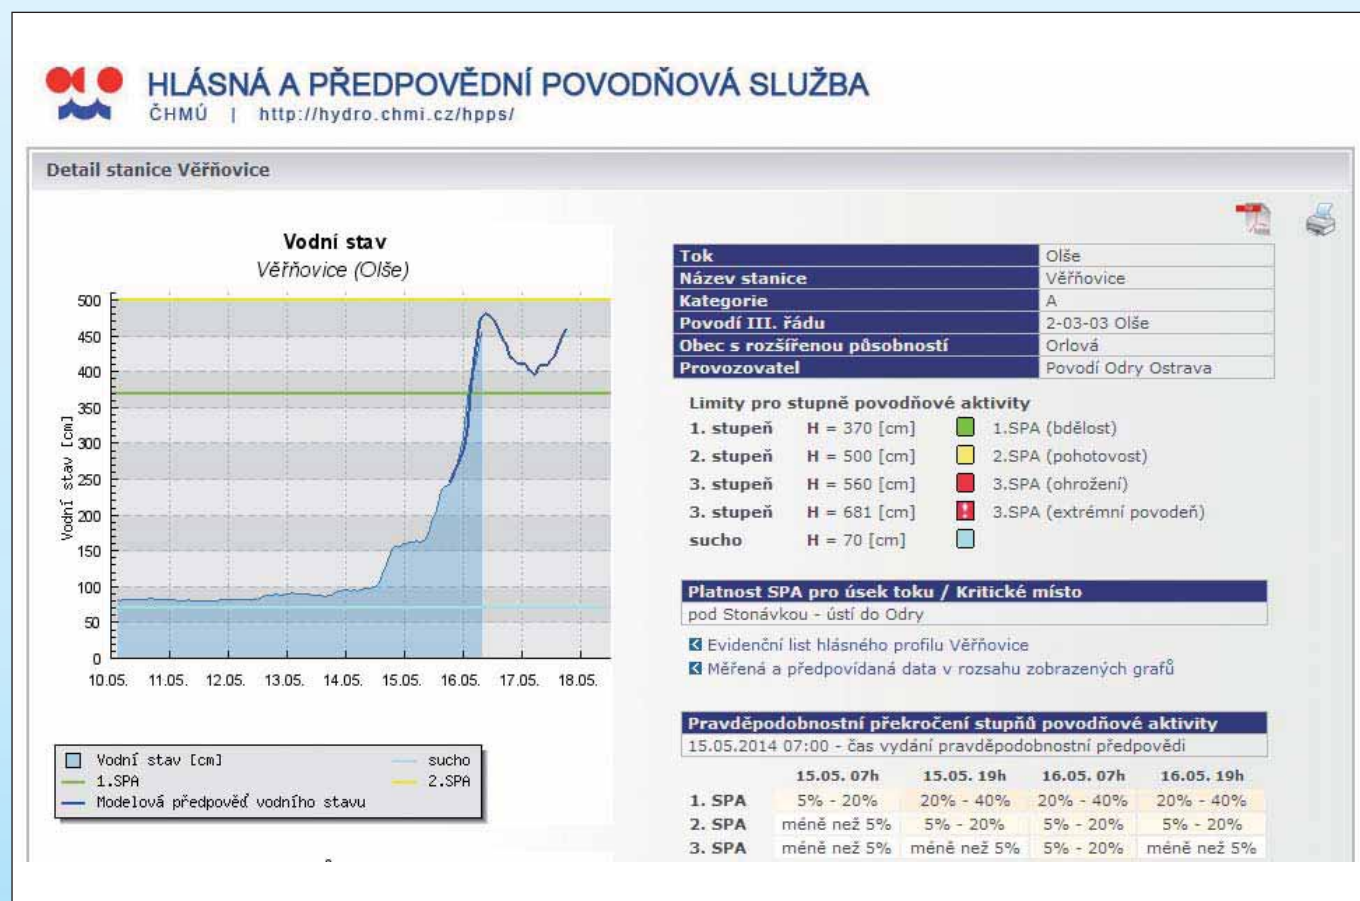 HLÁSNÁ A PŘEDPOVĚDNÍ POVODŇOVÁ SLUŽBA
ČHMÚ | http://hydro.chmi.cz/hpps/
Detail stanice Věřňovice
Vodní stav
Věřňovice (Olše)
Vodní stav [cm]
500
450
400
350
300
250
200
150
100
50
0
10.05. 11.05. 12.05. 13.05. 14.05. 15.05. 16.05. 17.05. 18.05.
Vodní stav [cm] sucho
1.SPA 2.SPA
Modelová předpověď vodního stavu
Tok Olše
Název stanice Věřňovice
Kategorie A
Povodí III. řádu 2-03-03 Olše
Obec s rozšířenou působností Orlová
Provozovatel Povodí Odry Ostrava
Limity pro stupně povodňové aktivity
1. stupeň H = 370 [cm] 1.SPA (bdělost)
2. stupeň H = 500 [cm] 2.SPA (pohotovost)
3. stupeň H = 560 [cm] 3.SPA (ohrožení)
3. stupeň H = 681 [cm] ! 3.SPA (extrémní povodeň)
sucho H = 70 [cm]
Platnost SPA pro úsek toku / Kritické místo
pod Stonávkou - ústí do Odry
Evidenční list hlásného profilu Věřňovice
Měřená a předpovídaná data v rozsahu zobrazených grafů
Pravděpodobnostní překročení stupňů povodňové aktivity
15.05.2014 07:00 - čas vydání pravděpodobnostní předpovědi
15.05. 07h 15.05. 19h 16.05. 07h 16.05. 19h
1. SPA 5% - 20% 20% - 40% 20% - 40% 20% - 40%
2. SPA méně než 5% 5% - 20% 5% - 20% 5% - 20%
3. SPA méně než 5% méně než 5% 5% - 20% méně než 5%